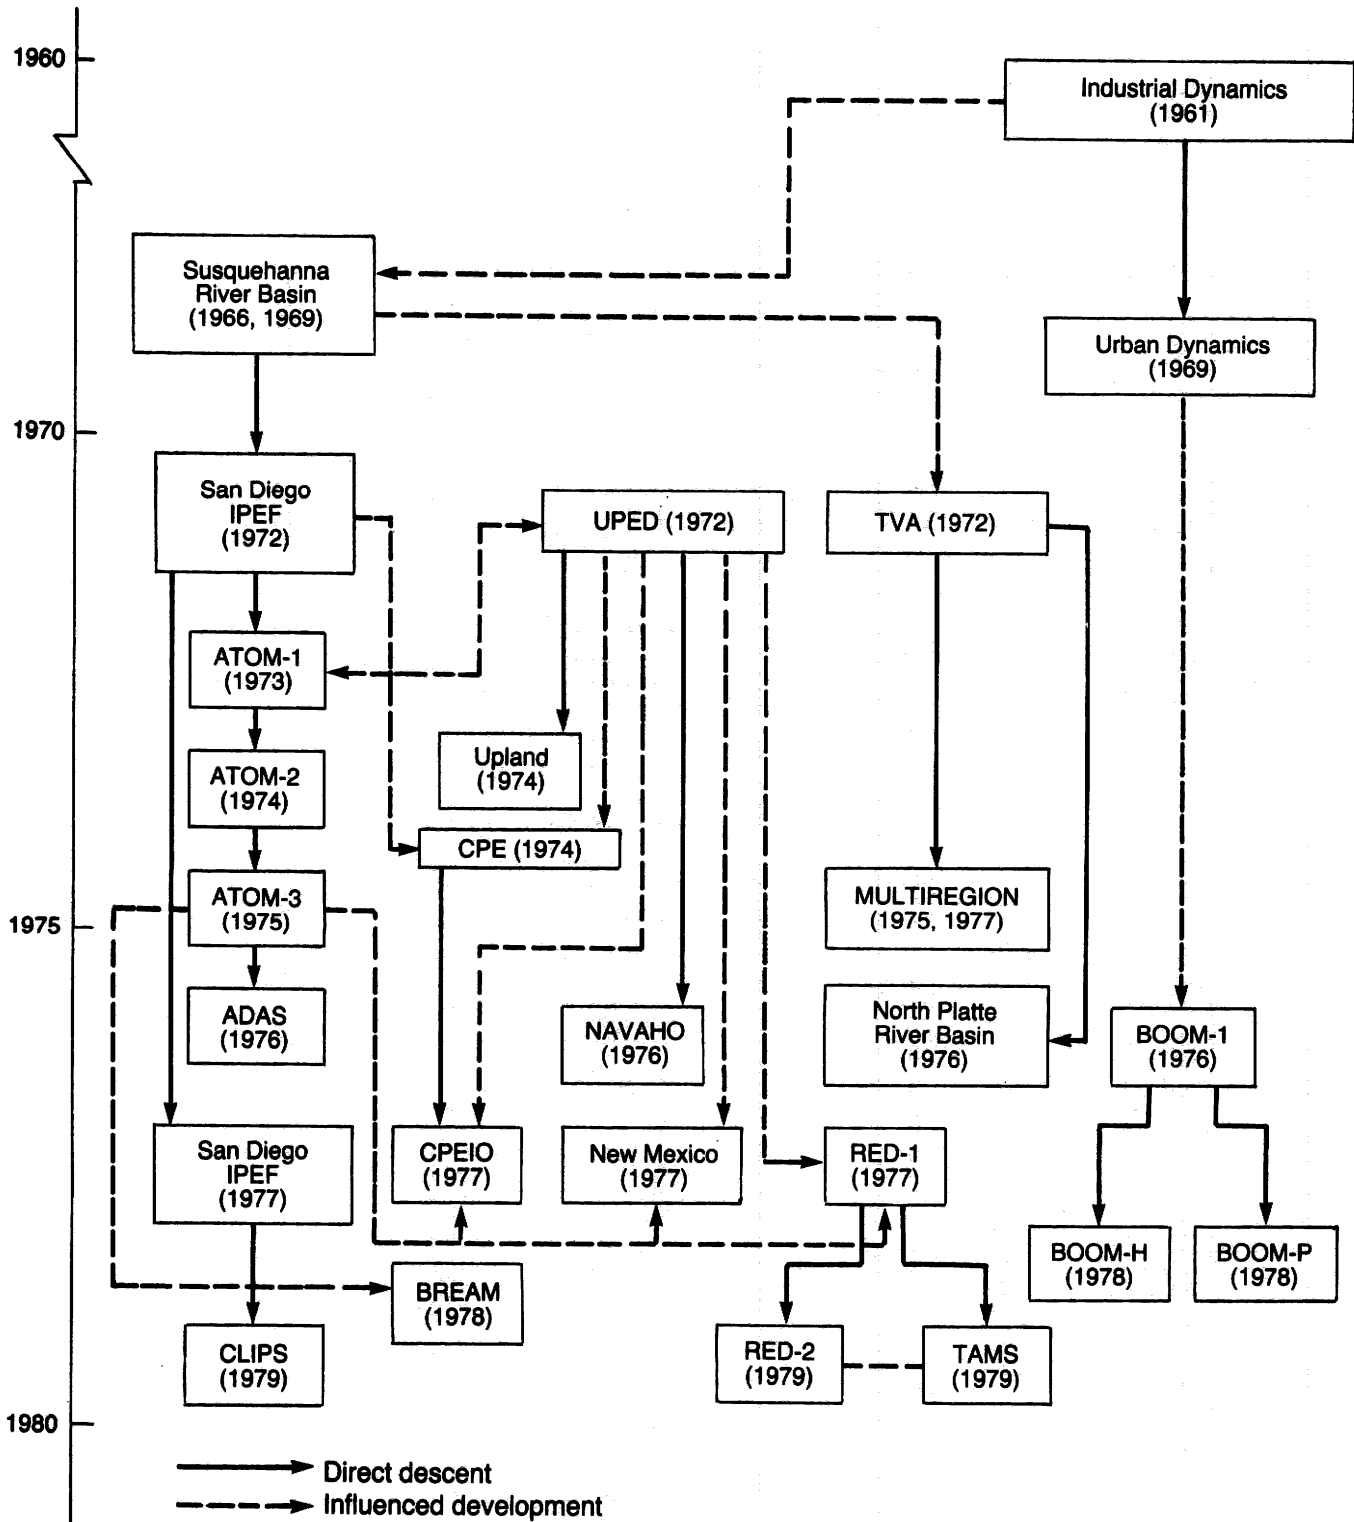 1960
Industrial Dynamics
(1961)
Susquehanna
River Basin
(1966, 1969)
Urban Dynamics
(1969)
1970
San Diego
IPEF
(1972)
UPED (1972)
TVA (1972)
ATOM-1
(1973)
Upland
(1974)
ATOM-2
(1974)
CPE (1974)
ATOM-3
(1975)
MULTIREGION
(1975, 1977)
1975
ADAS
(1976)
NAVAHO
(1976)
North Platte
River Basin
(1976)
BOOM-1
(1976)
San Diego
IPEF
(1977)
CPEIO
(1977)
New Mexico
(1977)
RED-1
(1977)
BOOM-H
(1978)
BOOM-P
(1978)
BREAM
(1978)
CLIPS
(1979)
RED-2
(1979)
TAMS
(1979)
1980
Direct descent
Influenced development